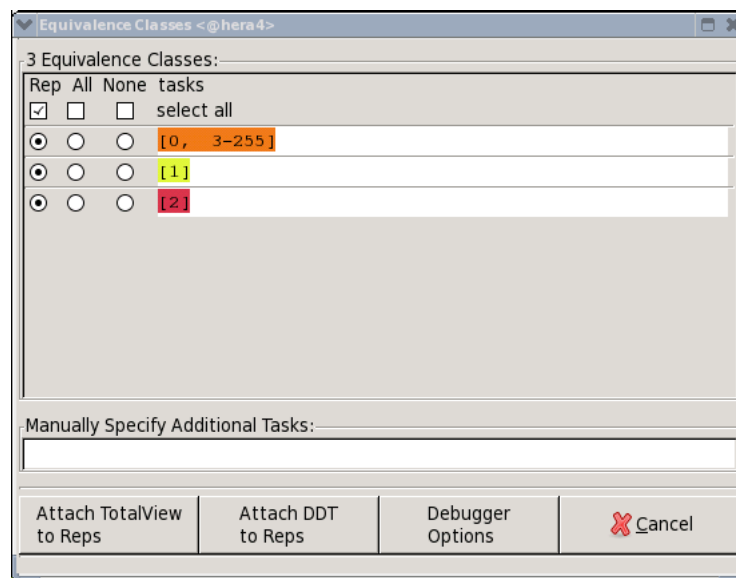 Equivalence Classes <@hera4>
3 Equivalence Classes:
Rep All None tasks
select all
[0, 3-255]
[1]
[2]
Manually Specify Additional Tasks:
Attach TotalView
to Reps
Attach DDT
to Reps
Debugger
Options
Cancel